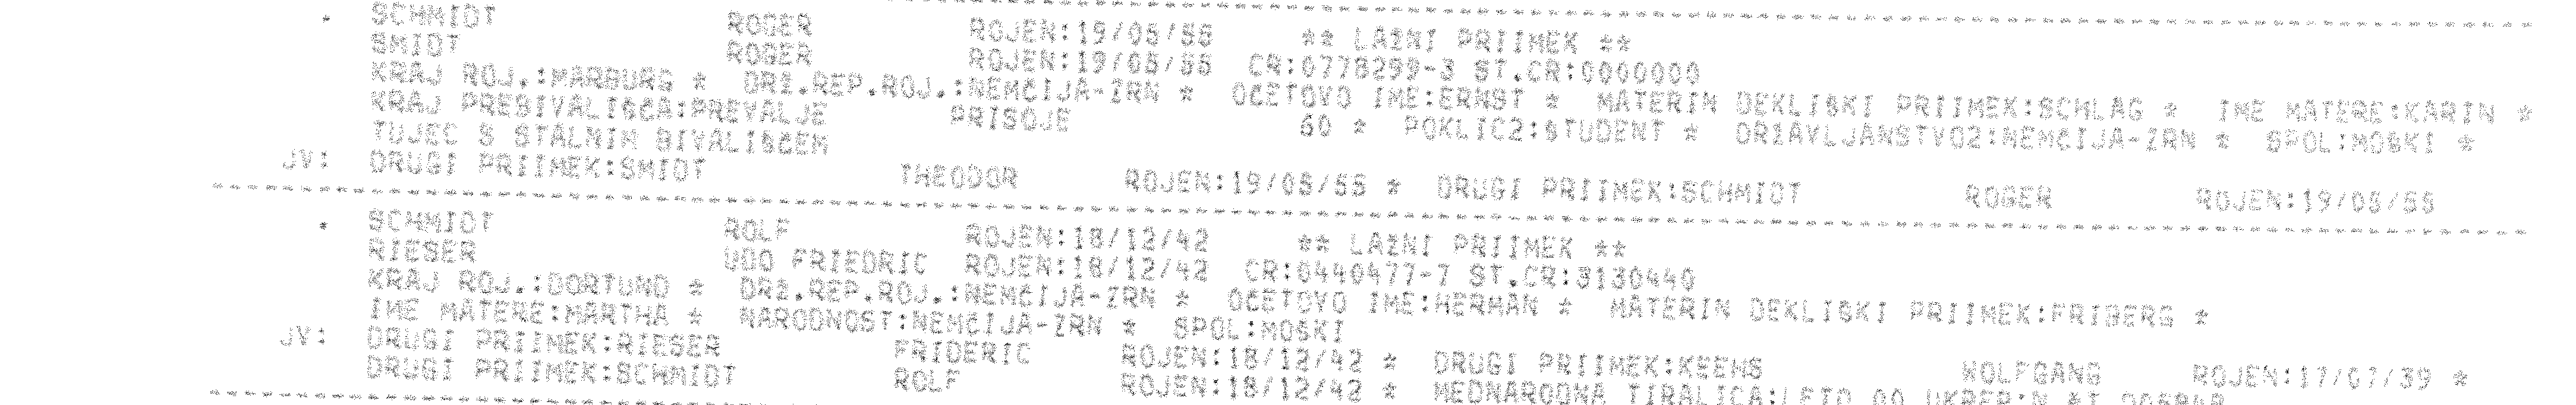 * SCHMIDT ROGER ROJEN:19/05/55 ** LAZNI PRIIMEK **
SMIDT ROGER ROJEN:19/05/55 CR:0778299-3 ST.CR:0000000
KRAJ ROJ.:MARBURG * DRZ.REP.ROJ.:NEMČIJA-ZRN * OČETOVO IME:ERNST * MATERIN DEKLIŠKI PRIIMEK:SCHLAG * IME MATERE:KARIN *
KRAJ PREBIVALIŠČA:PREVALJE PRISOJE 60 * POKLIC2:STUDENT * DRZAVLJANSTVO2:NEMČIJA-ZRN * SPOL:MOŠKI *
TUJEC S STALNIM BIVALIŠČEM
JV: DRUGI PRIIMEK:SMIDT THEODOR ROJEN:19/05/55 * DRUGI PRIIMEK:SCHMIDT ROGER ROJEN:19/05/55
* SCHMIDT ROLF ROJEN:18/12/42 ** LAZNI PRIIMEK **
RIESER UDO FRIEDRIC ROJEN:18/12/42 CR:0440477-7 ST.CR:3130440
KRAJ ROJ.:DORTUND * DRZ.REP.ROJ.:NEMČIJA-ZRN * OČETOVO IME:HERMAN * MATERIN DEKLIŠKI PRIIMEK:FRIBERG *
IME MATERE:MARTHA * NARODNOST:NEMČIJA-ZRN * SPOL:MOŠKI
JV: DRUGI PRIIMEK:RIESER FRIDERIC ROJEN:18/12/42 * DRUGI PRIIMEK:KEEWS WOLFGANG ROJEN:17/07/39 *
DRUGI PRIIMEK:SCHMIDT ROLF ROJEN:18/12/42 * MEDNARODNA TIRALICA: